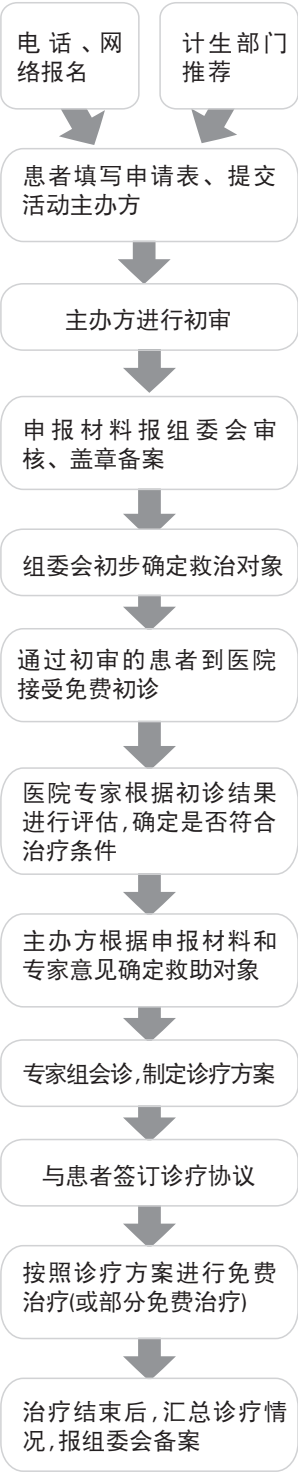 电话、网
络报名
计生部门
推荐
患者填写申请表、提交
活动主办方
主办方进行初审
申报材料报组委会审
核、盖章备案
组委会初步确定救治对象
通过初审的患者到医院
接受免费初诊
医院专家根据初诊结果
进行评估,确定是否符合
治疗条件
主办方根据申报材料和
专家意见确定救助对象
专家组会诊,制定诊疗方案
与患者签订诊疗协议
按照诊疗方案进行免费
治疗(或部分免费治疗)
治疗结束后,汇总诊疗情
况,报组委会备案